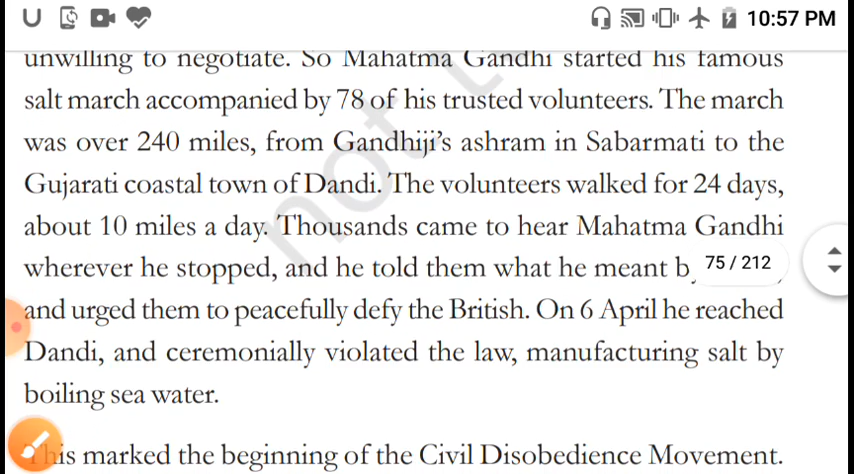 U 10:57 PM
unwilling to negotiate. So Mahatma Gandhi started his famous
salt march accompanied by 78 of his trusted volunteers. The march
was over 240 miles, from Gandhiji's ashram in Sabarmati to the
Gujarati coastal town of Dandi. The volunteers walked for 24 days,
about 10 miles a day. Thousands came to hear Mahatma Gandhi
wherever he stopped, and he told them what he meant b 75 / 212
and urged them to peacefully defy the British. On 6 April he reached
Dandi, and ceremonially violated the law, manufacturing salt by
boiling sea water.
This marked the beginning of the Civil Disobedience Movement.
not